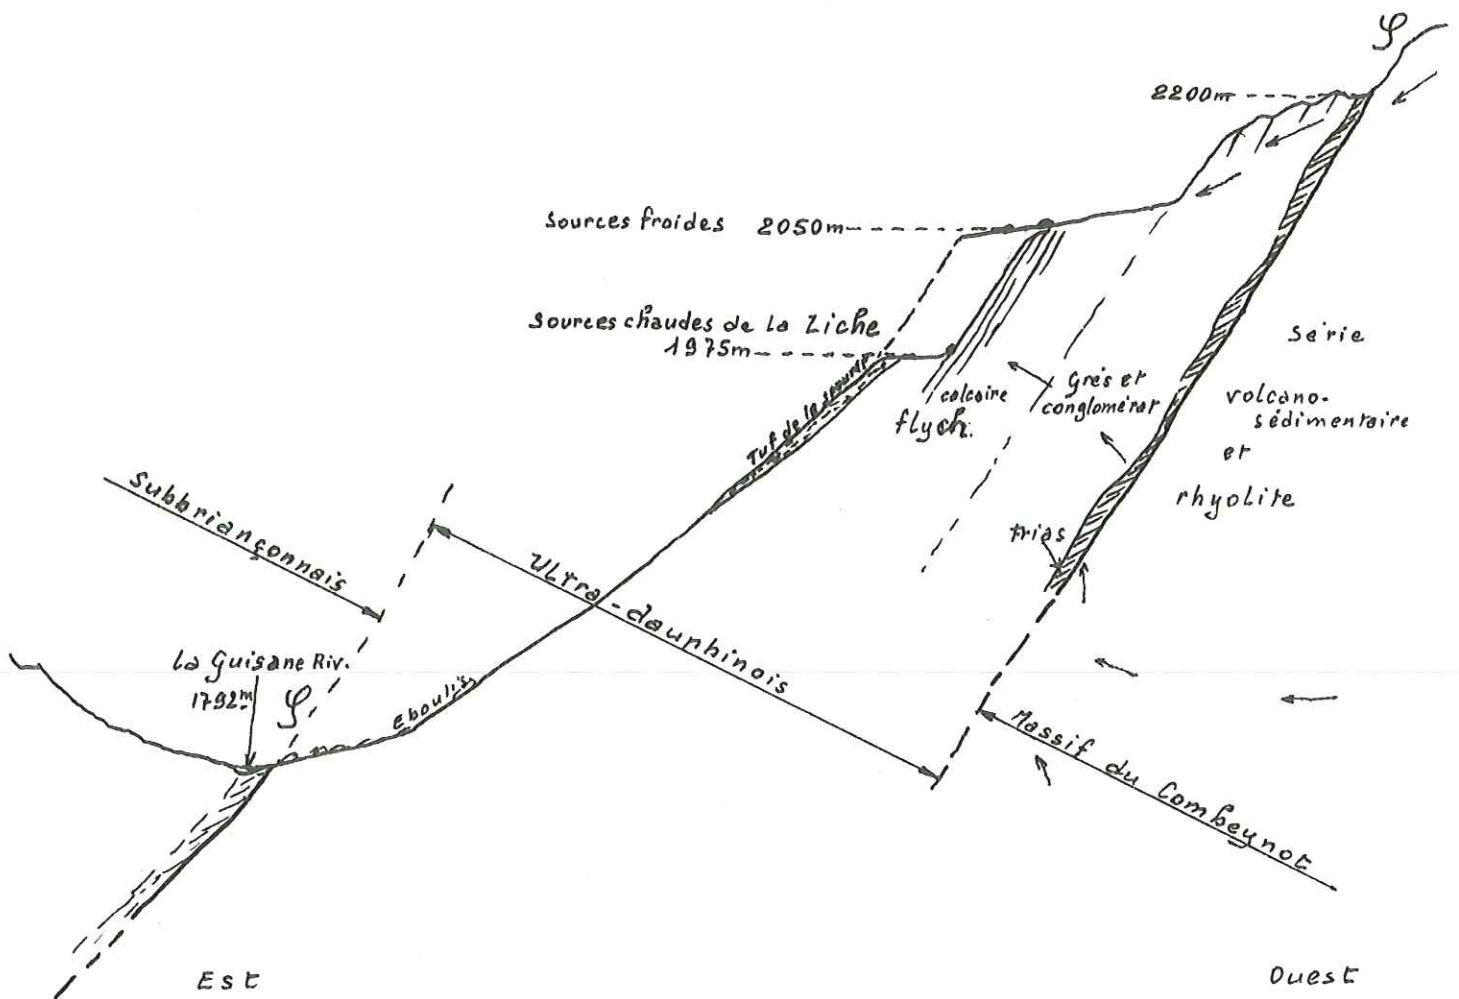 φ
2200m
Sources froides 2050m
Sources chaudes de la Liche
1975m
Série
volcano-
sédimentaire
et
rhyolite
Grés et
conglomérat
calcaire
flych.
Tuf de la source
trias
Subbriançonnais
Ultra-dauphinois
Massif du Combeynot
la Guisane Riv.
1792m
φ
Eboulis
Est
Ouest